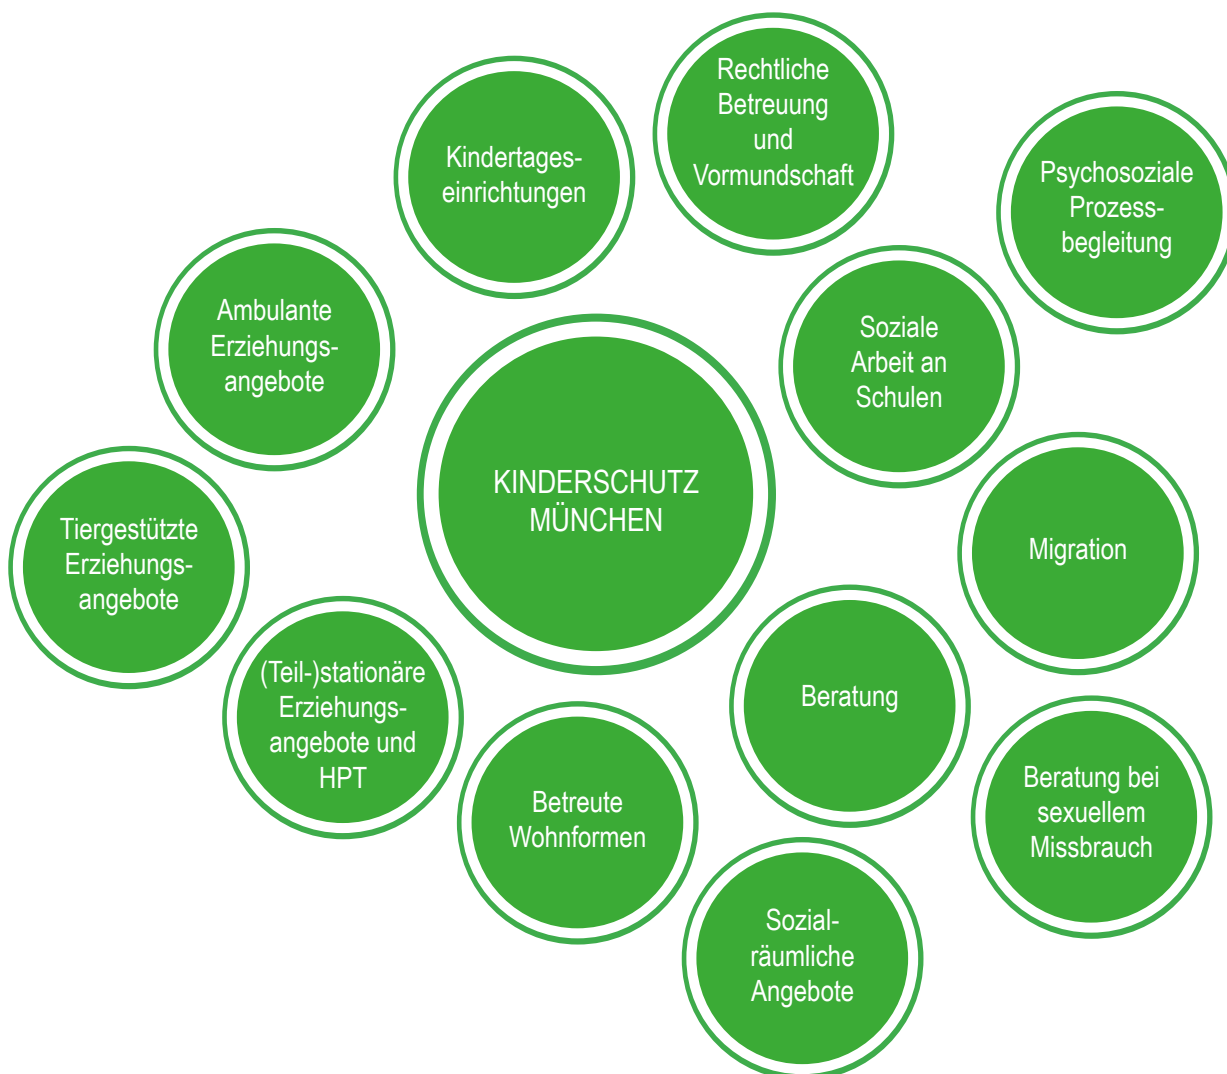 Rechtliche
Betreuung
und
Vormundschaft
Kindertages-
einrichtungen
Psychosoziale
Prozess-
begleitung
Ambulante
Erziehungs-
angebote
Soziale
Arbeit an
Schulen
KINDERSCHUTZ
MÜNCHEN
Tiergestützte
Erziehungs-
angebote
Migration
(Teil-)stationäre
Erziehungs-
angebote und
HPT
Beratung
Betreute
Wohnformen
Beratung bei
sexuellem
Missbrauch
Sozial-
räumliche
Angebote